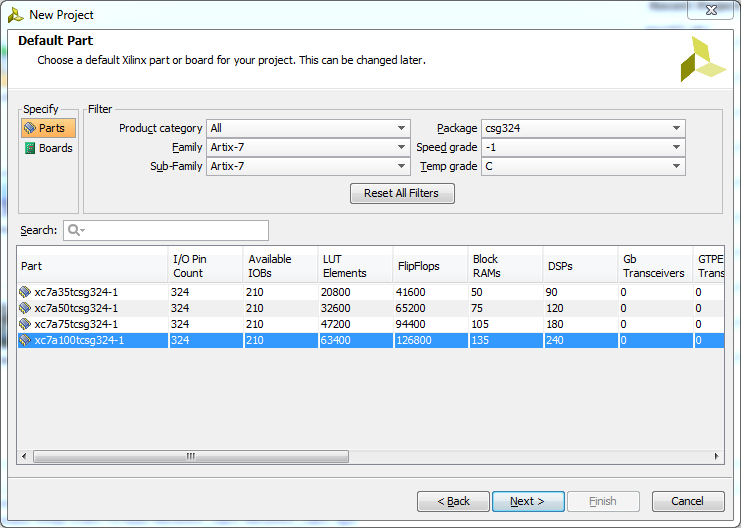 New Project
Default Part
Choose a default Xilinx part or board for your project. This can be changed later.
Specify
Parts
Boards
Filter
Product category All Package csg324
Family Artix-7 Speed grade -1
Sub-Family Artix-7 Temp grade C
Reset All Filters
Search:
Part I/O Pin Count Available IOBs LUT Elements FlipFlops Block RAMs DSPs Gb Transceivers GTPE Trans
xc7a35tcsg324-1 324 210 20800 41600 50 90 0 0
xc7a50tcsg324-1 324 210 32600 65200 75 120 0 0
xc7a75tcsg324-1 324 210 47200 94400 105 180 0 0
xc7a100tcsg324-1 324 210 63400 126800 135 240 0 0
< Back Next > Finish Cancel